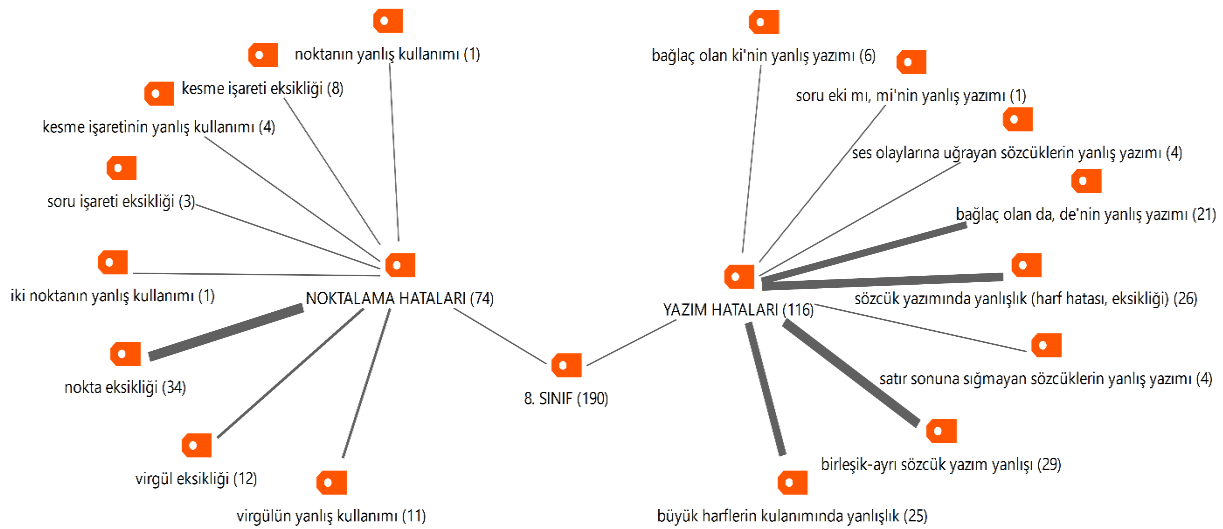 noktanın yanlış kullanımı (1)
kesme işareti eksikliği (8)
kesme işaretinin yanlış kullanımı (4)
soru işareti eksikliği (3)
iki noktanın yanlış kullanımı (1)
NOKTALAMA HATALARI (74)
nokta eksikliği (34)
virgül eksikliği (12)
virgülün yanlış kullanımı (11)
8. SINIF (190)
bağlaç olan ki'nin yanlış yazımı (6)
soru eki mı, mi'nin yanlış yazımı (1)
ses olaylarına uğrayan sözcüklerin yanlış yazımı (4)
bağlaç olan da, de'nin yanlış yazımı (21)
sözcük yazımında yanlışlık (harf hatası, eksikliği) (26)
YAZIM HATALARI (116)
satır sonuna sığmayan sözcüklerin yanlış yazımı (4)
birleşik-ayrı sözcük yazım yanlışı (29)
büyük harflerin kulanımında yanlışlık (25)